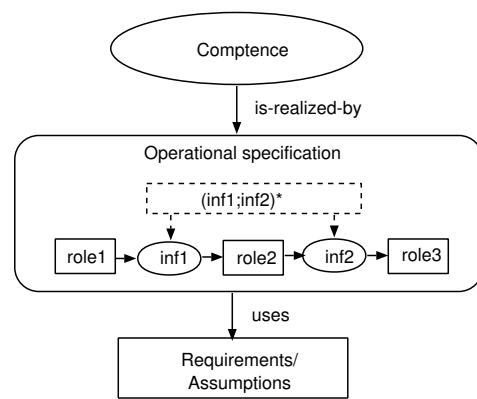 Comptence
is-realized-by
Operational specification
(inf1;inf2)*
role1 inf1 role2 inf2 role3
uses
Requirements/
Assumptions